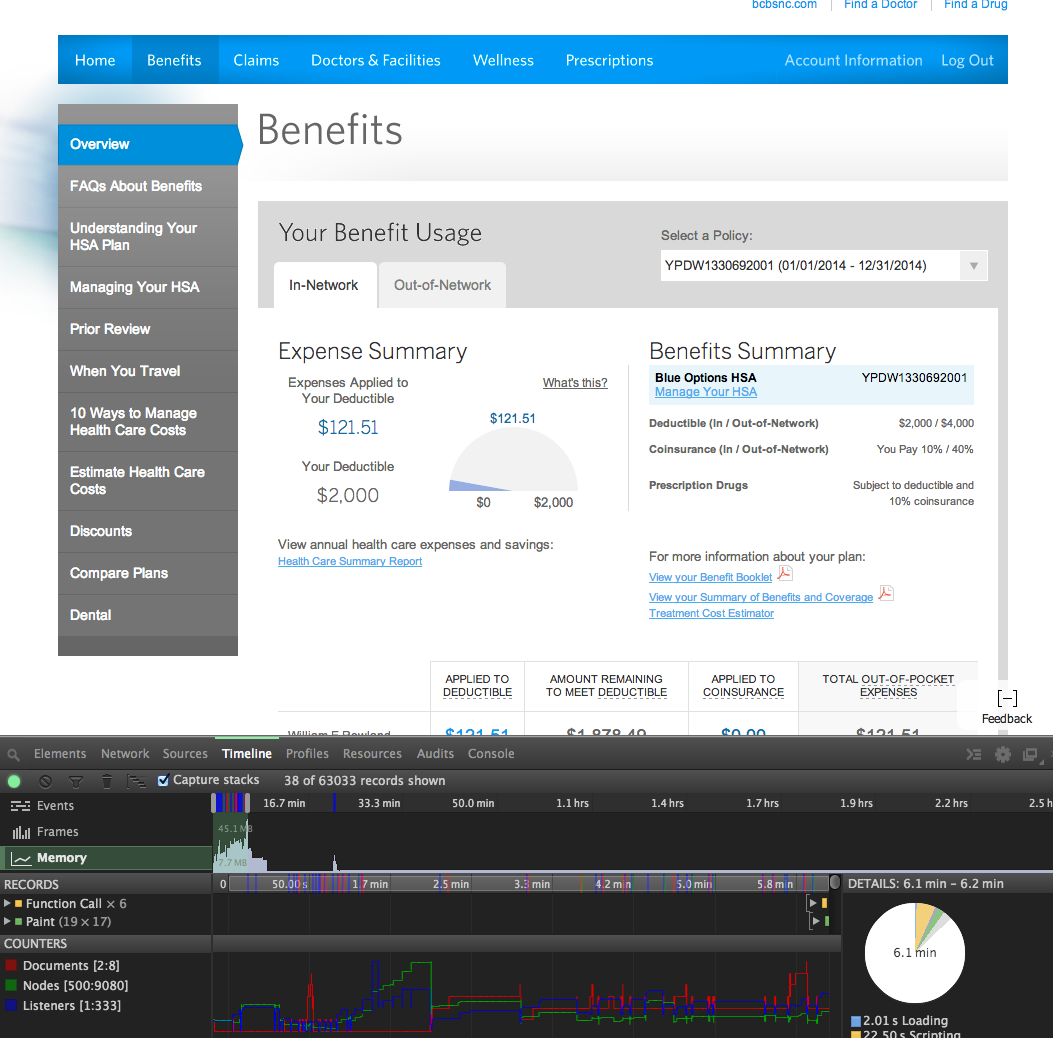 bcbsnc.com Find a Doctor Find a Drug
Home Benefits Claims Doctors & Facilities Wellness Prescriptions Account Information Log Out
Benefits
Overview
FAQs About Benefits
Understanding Your
HSA Plan
Managing Your HSA
Prior Review
When You Travel
10 Ways to Manage
Health Care Costs
Estimate Health Care
Costs
Discounts
Compare Plans
Dental
Your Benefit Usage
Select a Policy:
YPDW1330692001 (01/01/2014 - 12/31/2014)
In-Network Out-of-Network
Expense Summary
Expenses Applied to
Your Deductible
What's this?
$121.51
$121.51
Your Deductible
$2,000
$0 $2,000
View annual health care expenses and savings:
Health Care Summary Report
Benefits Summary
Blue Options HSA YPDW1330692001
Manage Your HSA
Deductible (In / Out-of-Network) $2,000 / $4,000
Coinsurance (In / Out-of-Network) You Pay 10% / 40%
Prescription Drugs Subject to deductible and
10% coinsurance
For more information about your plan:
View your Benefit Booklet
View your Summary of Benefits and Coverage
Treatment Cost Estimator
APPLIED TO
DEDUCTIBLE
AMOUNT REMAINING
TO MEET DEDUCTIBLE
APPLIED TO
COINSURANCE
TOTAL OUT-OF-POCKET
EXPENSES
William E Rowland $121.51 $1,878.49 $0.00 $121.51
[-]
Feedback
Elements Network Sources Timeline Profiles Resources Audits Console
Capture stacks 38 of 63033 records shown
Events
Frames
Memory
16.7 min 33.3 min 50.0 min 1.1 hrs 1.4 hrs 1.7 hrs 1.9 hrs 2.2 hrs 2.5 h
45.1 MB
7.7 MB
RECORDS
0 50.00 s 1.7 min 2.5 min 3.3 min 4.2 min 5.0 min 5.8 min
DETAILS: 6.1 min – 6.2 min
Function Call × 6
Paint (19 × 17)
COUNTERS
Documents [2:8]
Nodes [500:9080]
Listeners [1:333]
6.1 min
2.01 s Loading
22.50 s Scripting